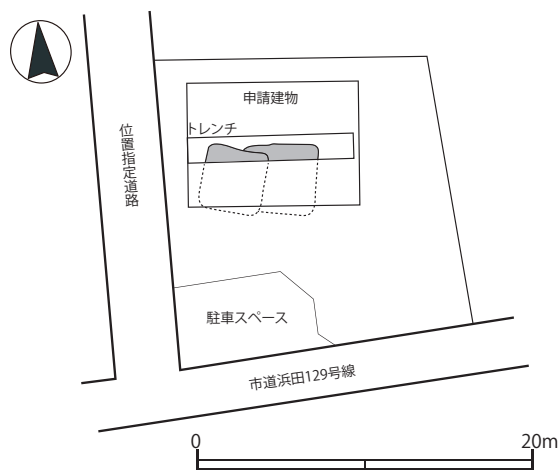 申請建物
トレンチ
位置指定道路
駐車スペース
市道浜田129号線
0
20m